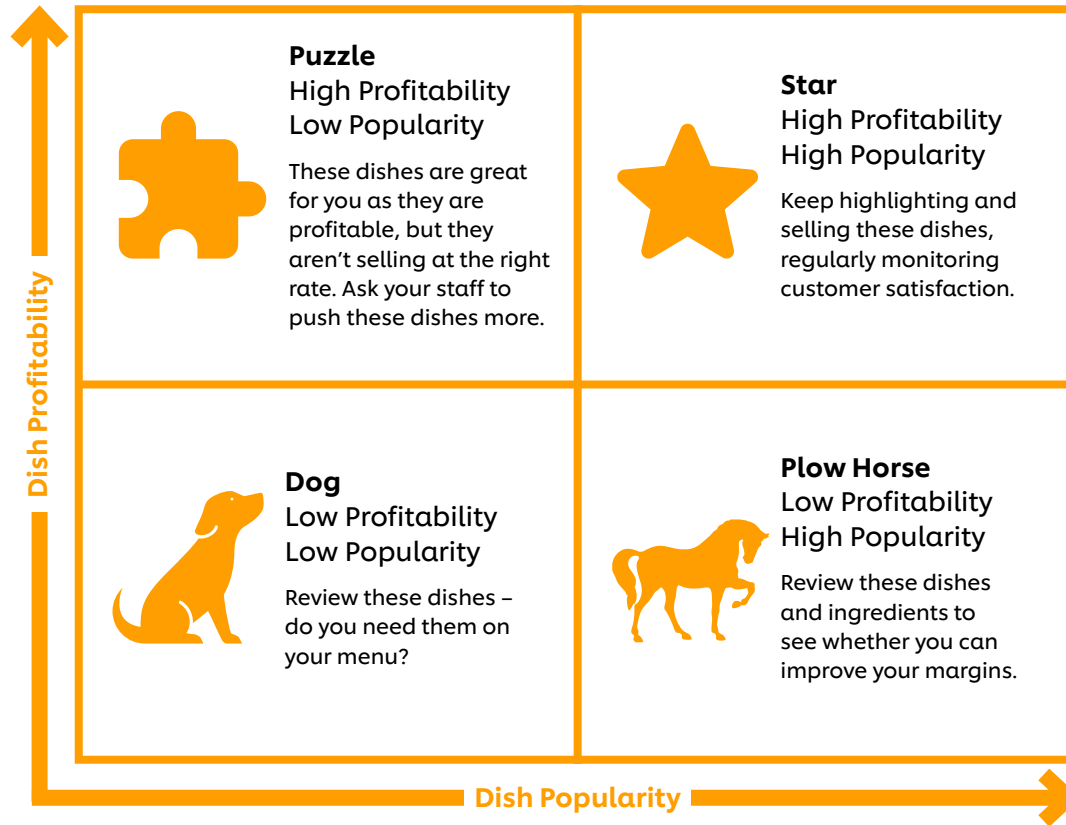 Puzzle
High Profitability
Low Popularity
These dishes are great
for you as they are
profitable, but they
aren’t selling at the right
rate. Ask your staff to
push these dishes more.
Star
High Profitability
High Popularity
Keep highlighting and
selling these dishes,
regularly monitoring
customer satisfaction.
Dish Profitability
Dog
Low Profitability
Low Popularity
Review these dishes –
do you need them on
your menu?
Plow Horse
Low Profitability
High Popularity
Review these dishes
and ingredients to
see whether you can
improve your margins.
Dish Popularity